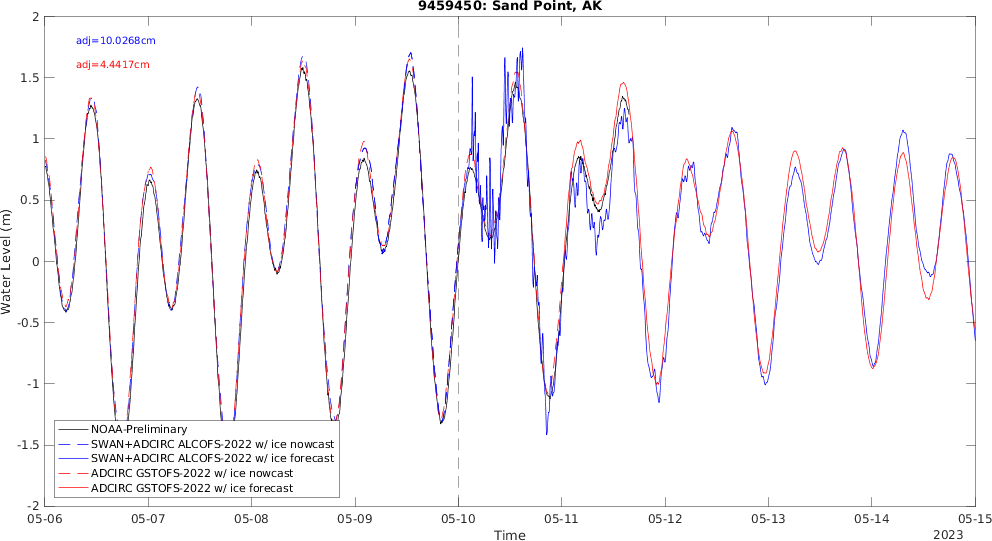 9459450: Sand Point, AK
adj=10.0268cm
adj=4.4417cm
Water Level (m)
2
1.5
1
0.5
0
-0.5
-1
-1.5
-2
NOAA-Preliminary
SWAN+ADCIRC ALCOFS-2022 w/ ice nowcast
SWAN+ADCIRC ALCOFS-2022 w/ ice forecast
ADCIRC GSTOFS-2022 w/ ice nowcast
ADCIRC GSTOFS-2022 w/ ice forecast
05-06 05-07 05-08 05-09 05-10 05-11 05-12 05-13 05-14 05-15
Time
2023